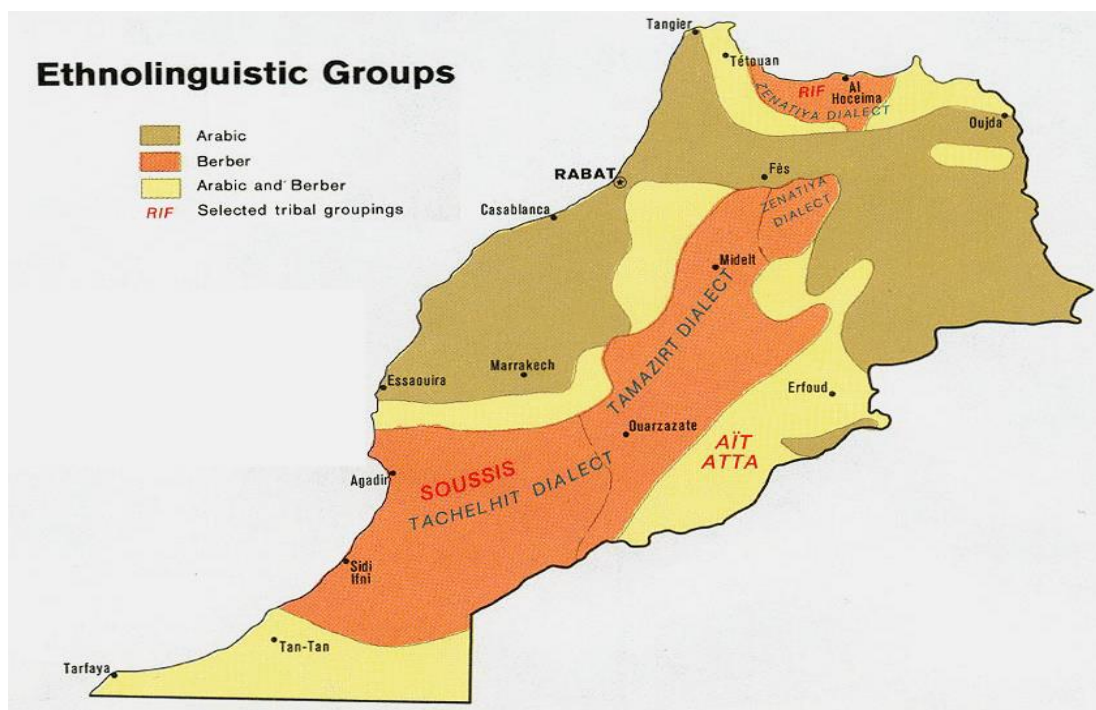 Ethnolinguistic Groups
Arabic
Berber
Arabic and Berber
RIF Selected tribal groupings
Tangier
Tétouan
RIF
Al
Hoceima
ZENATIYA DIALECT
Oujda
RABAT
Fès
ZENATIYA
DIALECT
Casablanca
Midelt
TAMAZIRT DIALECT
Marrakech
Essaouira
Erfoud
Ouarzazate
AÏT
ATTA
SOUSSIS
Agadir
TACHELHIT DIALECT
Sidi
Ifni
Tan-Tan
Tarfaya